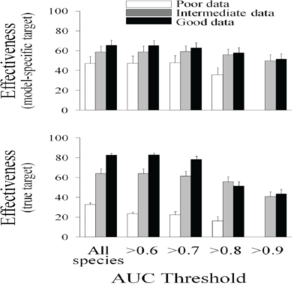 Poor data
Intermediate data
Good data
Effectiveness
(model-specific target)
100
80
60
40
20
0
Effectiveness
(true target)
100
80
60
40
20
0
All species
>0.6
>0.7
>0.8
>0.9
AUC Threshold